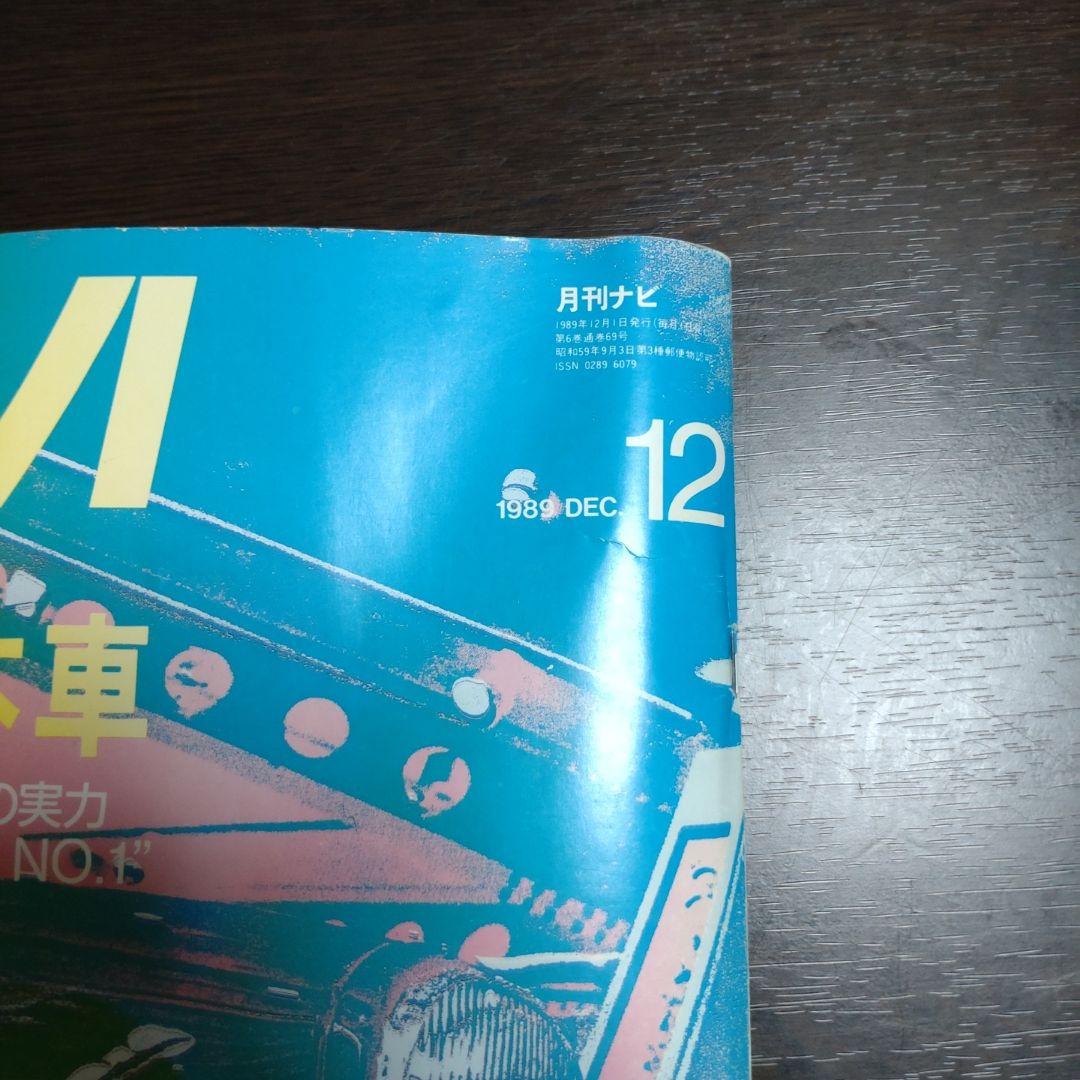 月刊ナビ
1989年12月1日発行(毎月1日
第6巻通巻69号
昭和59年9月3日第3種郵便物認可
ISSN 0289 6079
1989 DEC. 12
車
の実力
NO.1”